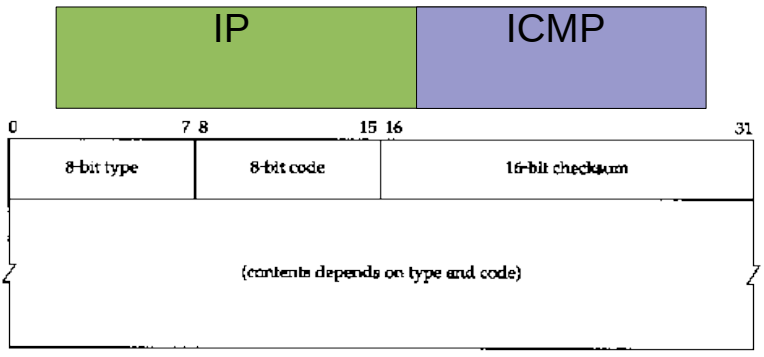 IP ICMP
0 7 8 15 16 31
8-bit type 8-bit code 16-bit checksum
(contents depends on type and code)